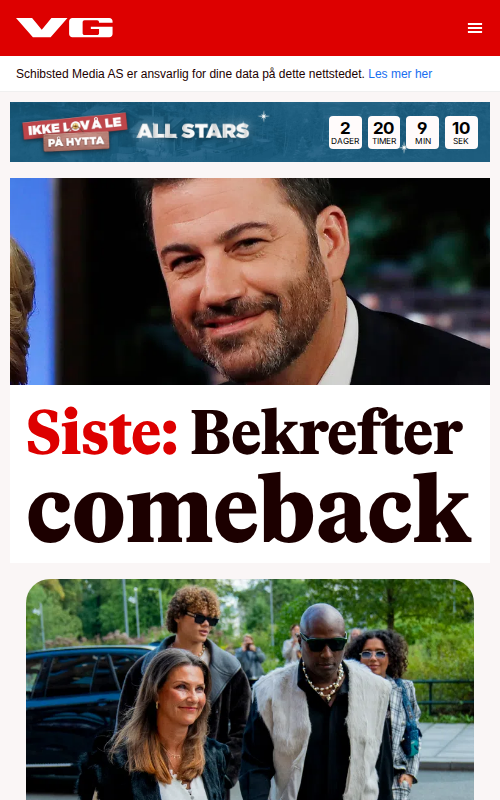 VG
Schibsted Media AS er ansvarlig for dine data på dette nettstedet. Les mer her
IKKE LOV Å LE
PÅ HYTTA
ALL STARS
2 20 9 10
DAGER TIMER MIN SEK
Siste: Bekrefter
comeback